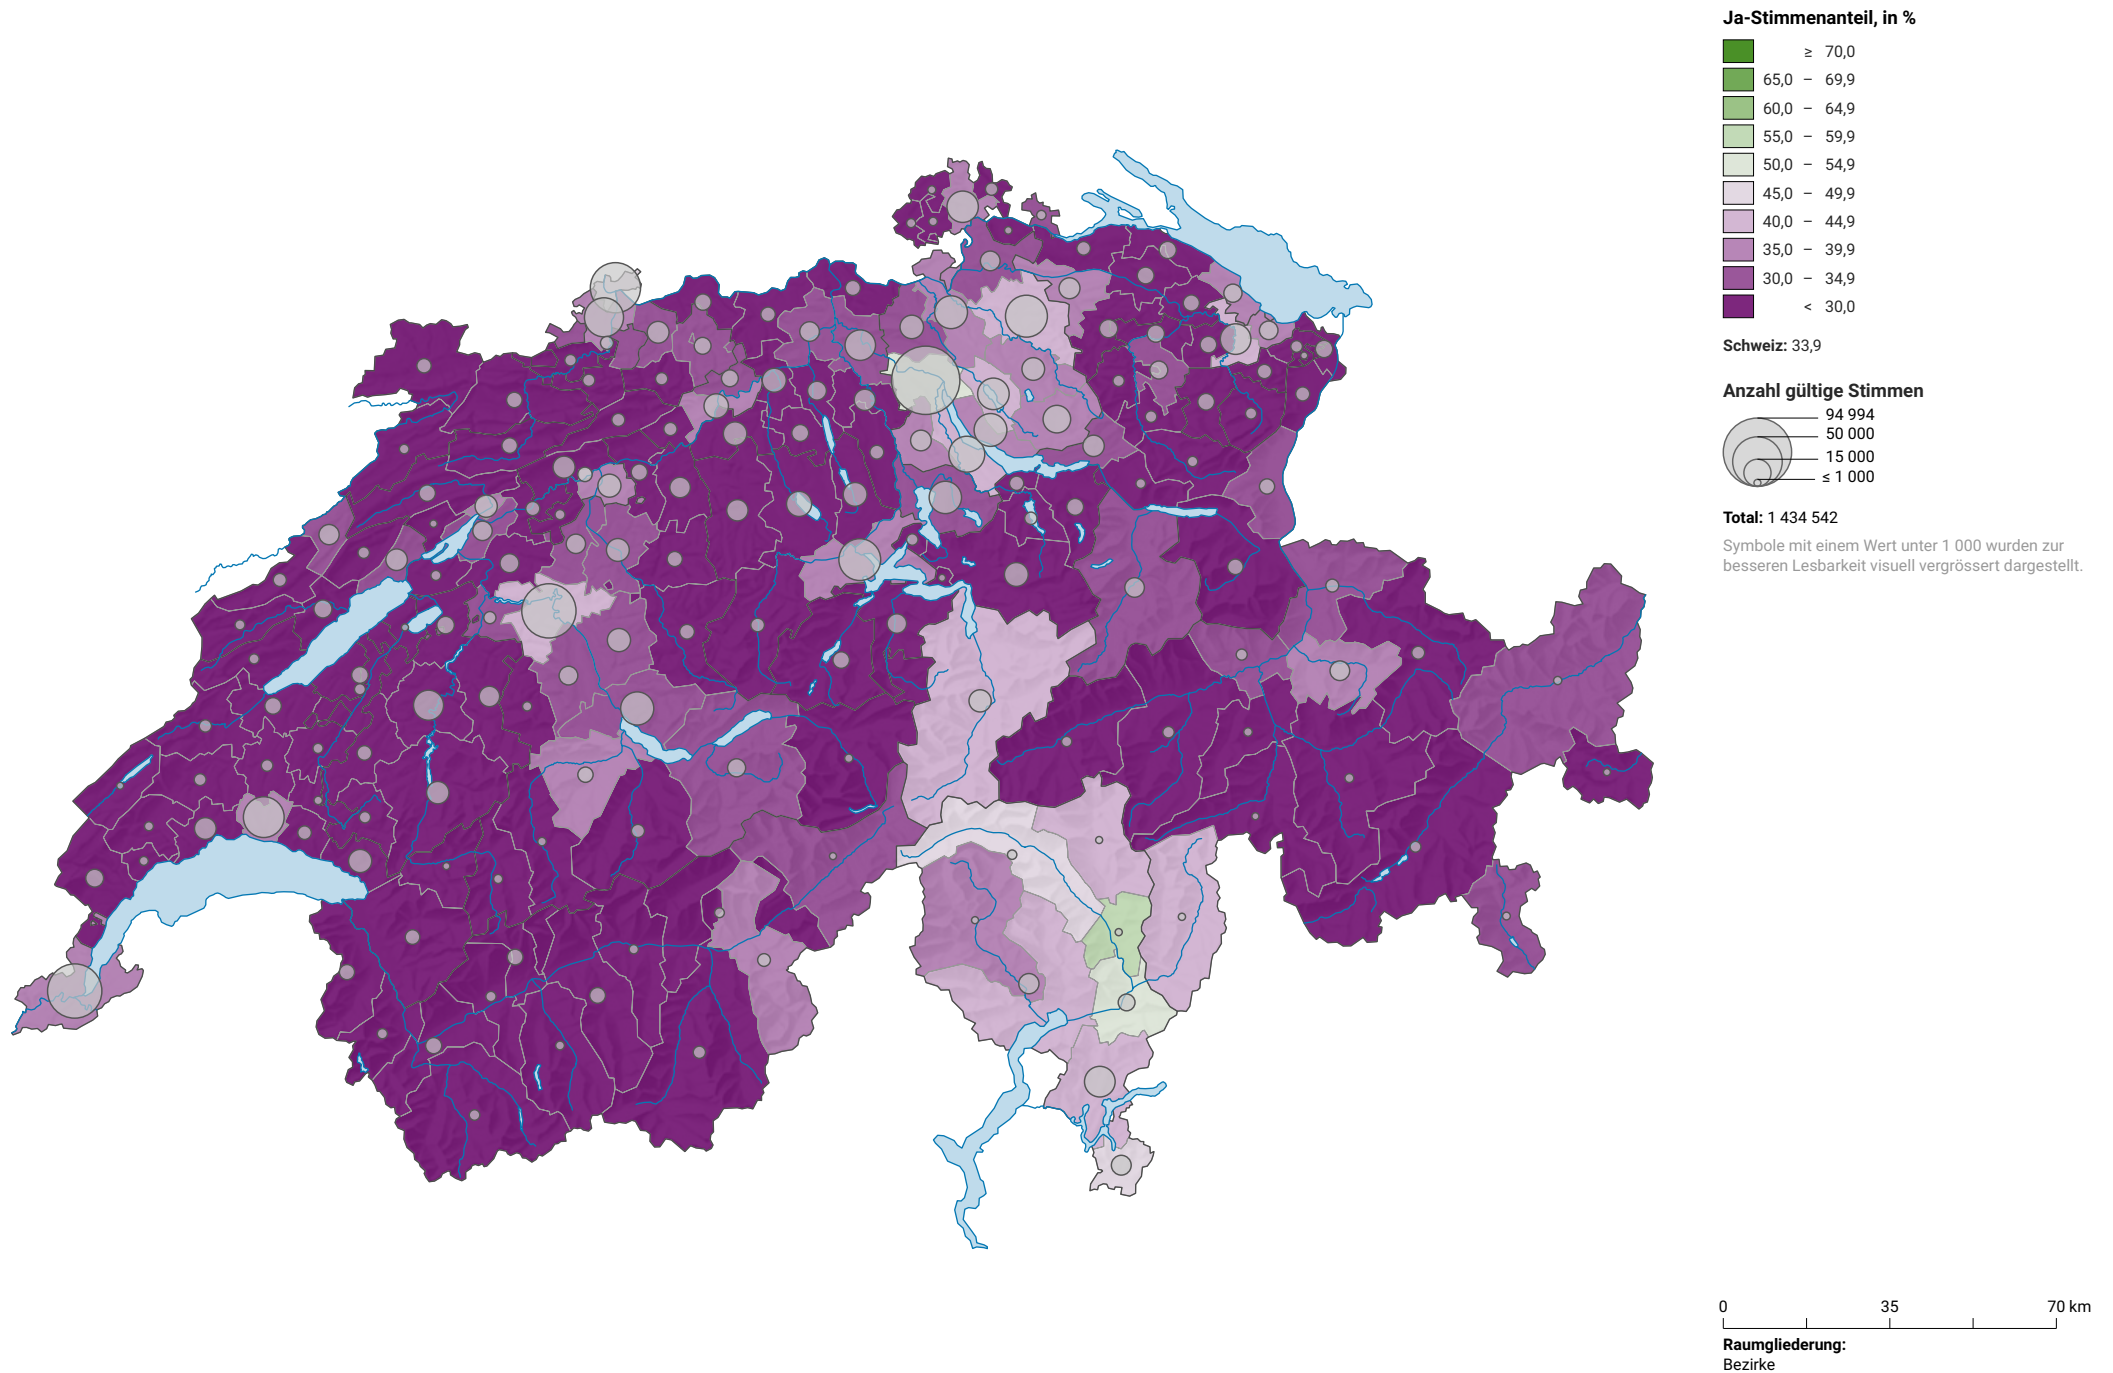 Ja-Stimmenanteil, in %
≥ 70,0
65,0 – 69,9
60,0 – 64,9
55,0 – 59,9
50,0 – 54,9
45,0 – 49,9
40,0 – 44,9
35,0 – 39,9
30,0 – 34,9
< 30,0
Schweiz: 33,9
Anzahl gültige Stimmen
94 994
50 000
15 000
≤ 1 000
Total: 1 434 542
Symbole mit einem Wert unter 1 000 wurden zur
besseren Lesbarkeit visuell vergrössert dargestellt.
0 35 70 km
Raumgliederung:
Bezirke